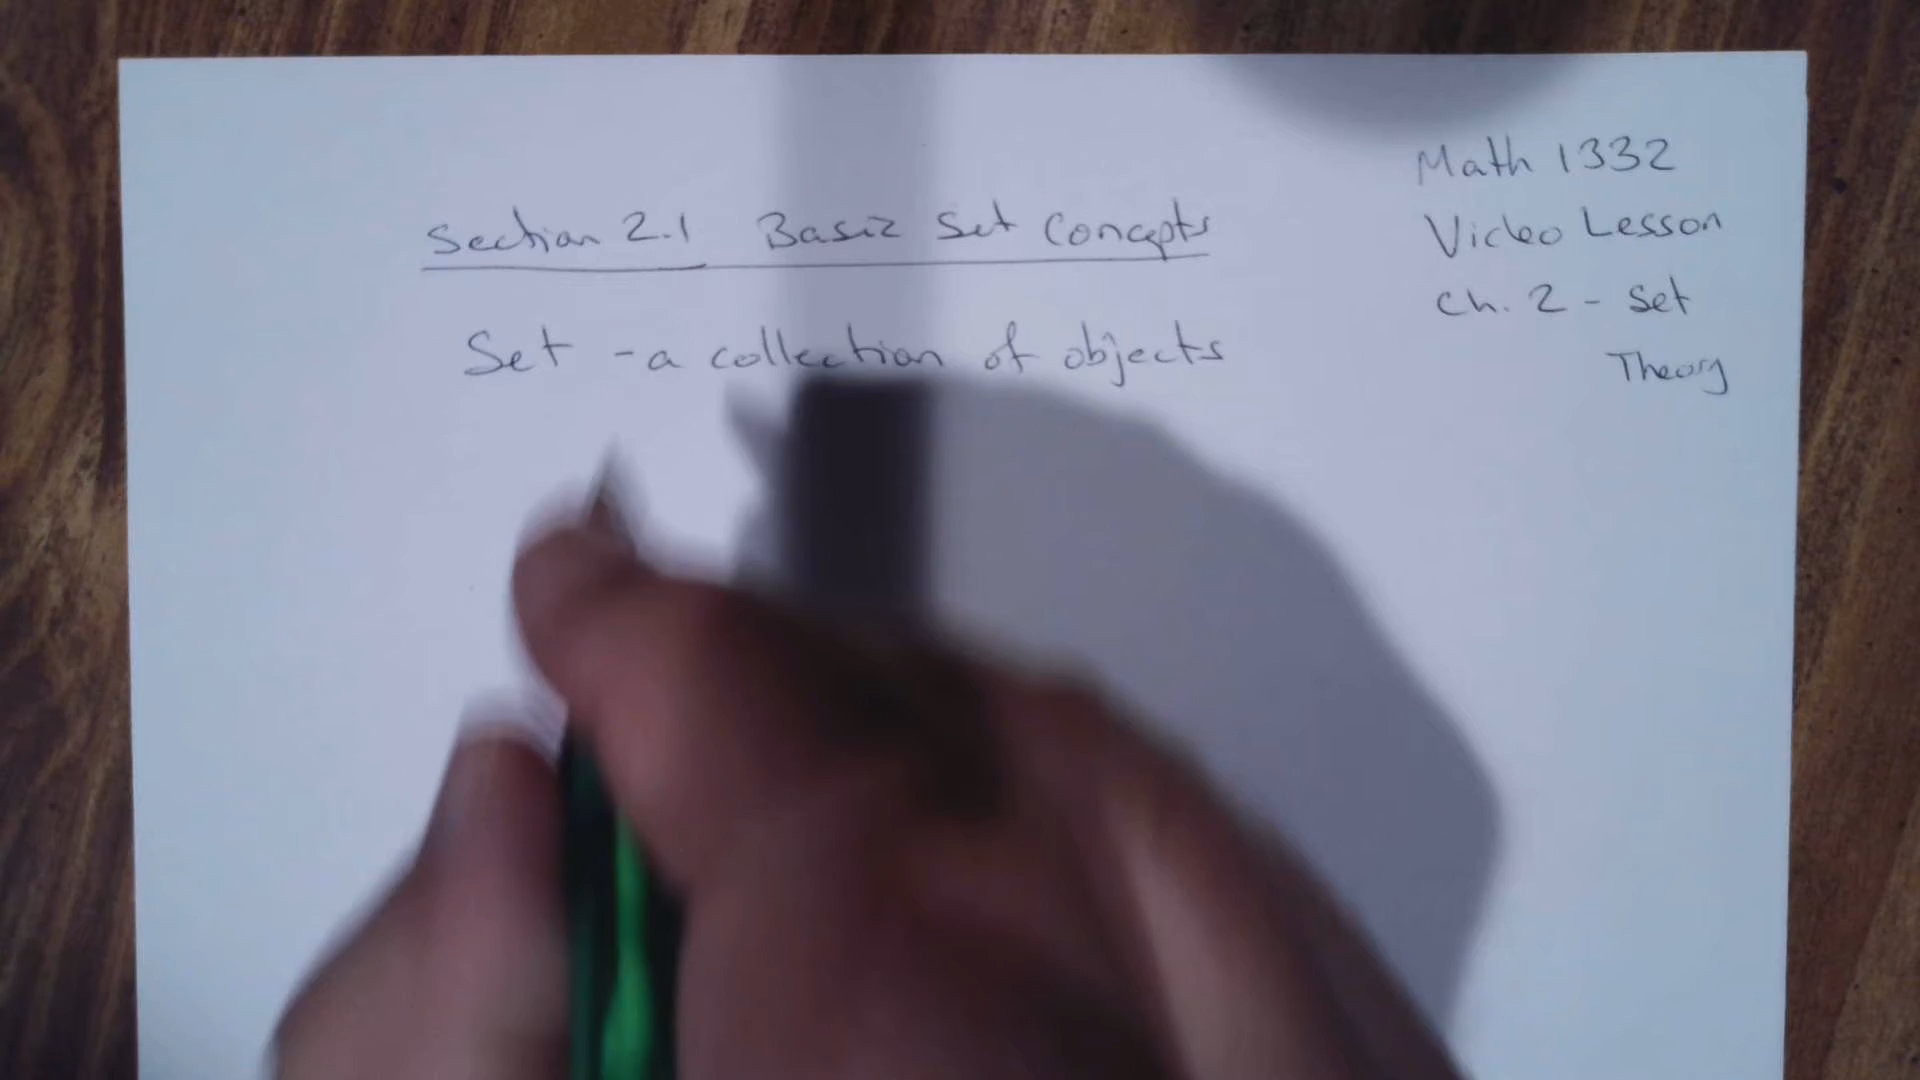 Math 1332
Video Lesson
Ch. 2 - Set
Theory
Section 2.1 Basic Set Concepts
Set - a collection of objects